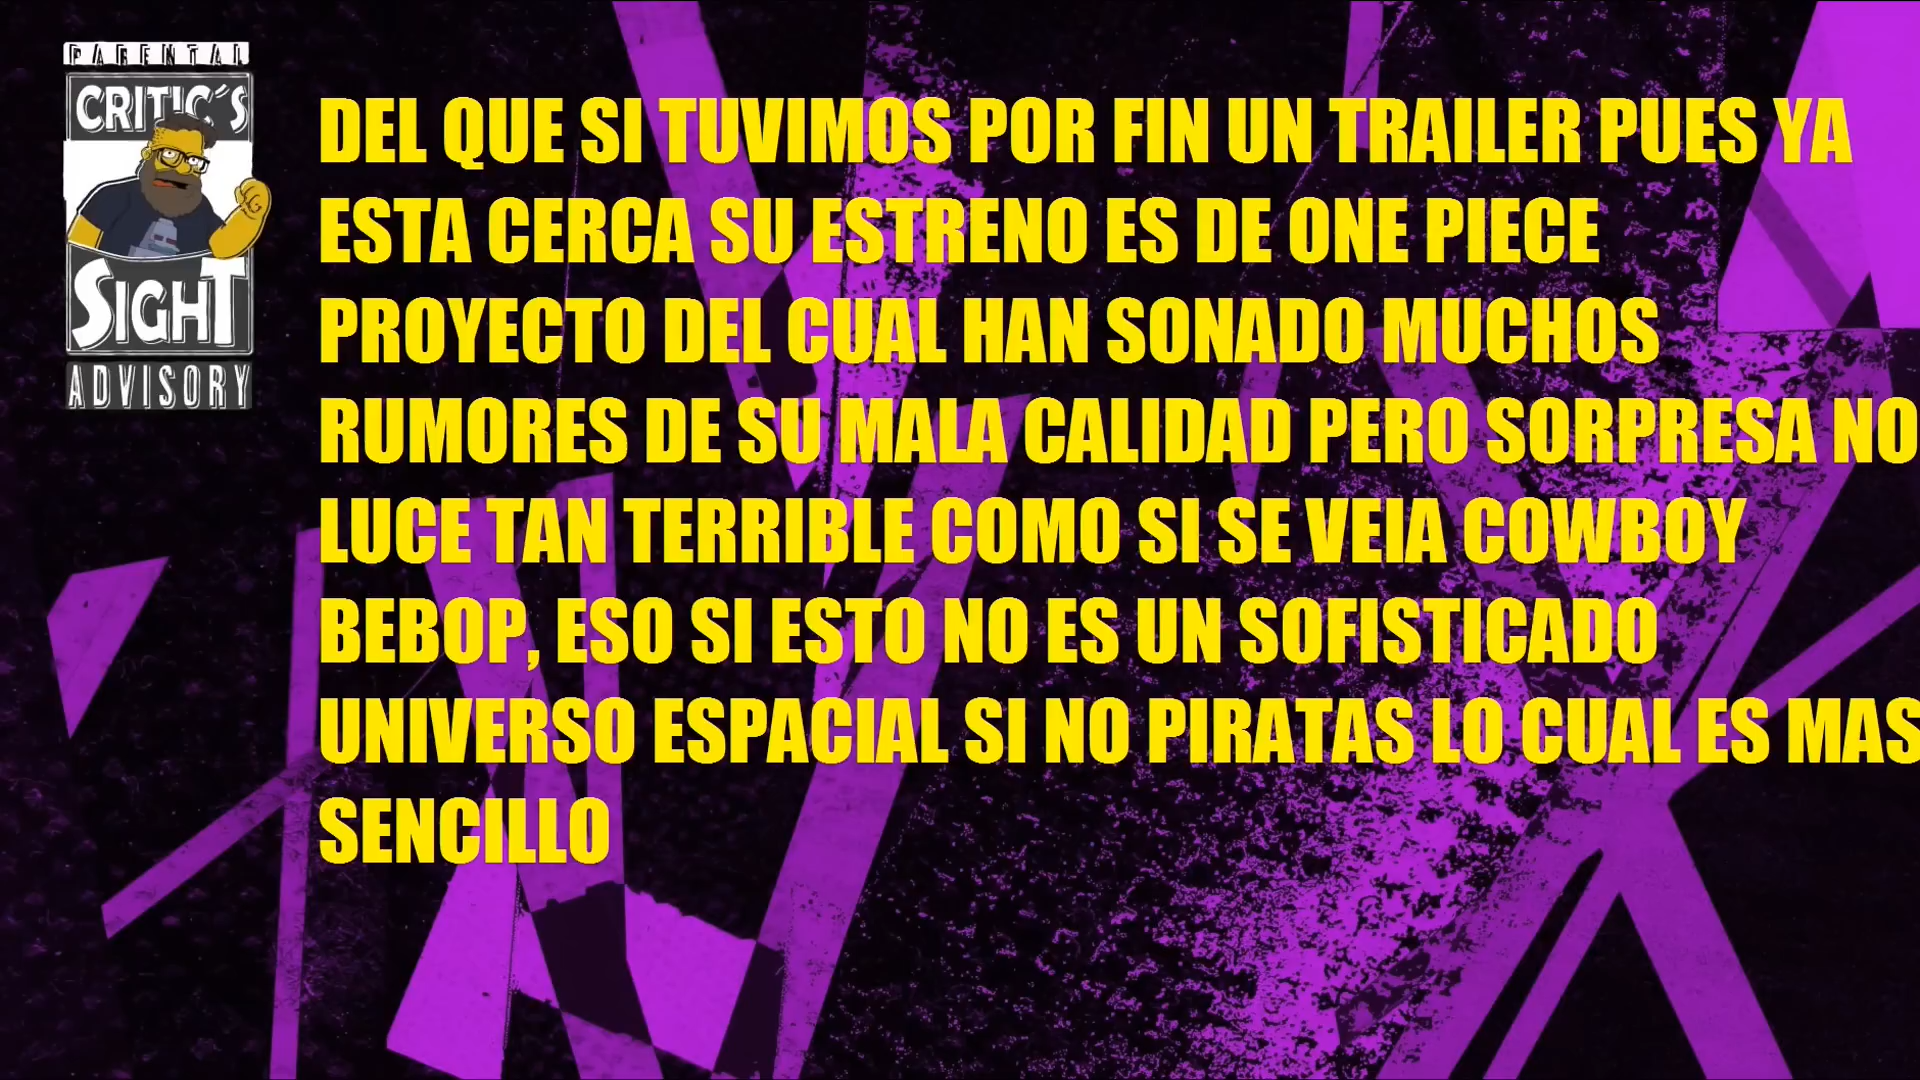 PARENTAL
CRITIC´S
SIGHT
ADVISORY
DEL QUE SI TUVIMOS POR FIN UN TRAILER PUES YA
ESTA CERCA SU ESTRENO ES DE ONE PIECE
PROYECTO DEL CUAL HAN SONADO MUCHOS
RUMORES DE SU MALA CALIDAD PERO SORPRESA NO
LUCE TAN TERRIBLE COMO SI SE VEIA COWBOY
BEBOP, ESO SI ESTO NO ES UN SOFISTICADO
UNIVERSO ESPACIAL SI NO PIRATAS LO CUAL ES MAS
SENCILLO